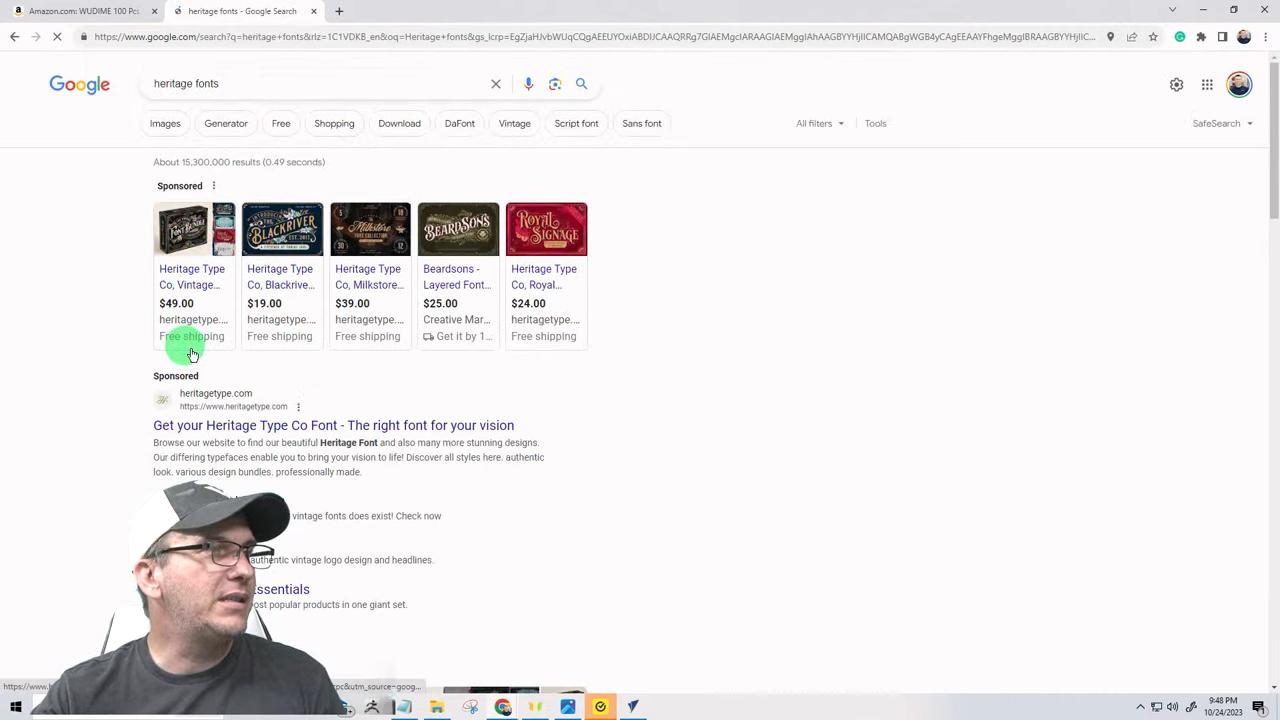 Amazon.com: WUDIME 100 Pc
heritage fonts - Google Search
https://www.google.com/search?q=heritage+fonts&rlz=1C1VDKB_en&oq=Heritage+fonts&gs_lcrp=
Google
heritage fonts
Images
Generator
Free
Shopping
Download
DaFont
Vintage
Script font
Sans font
All filters
Tools
SafeSearch
About 15,300,000 results (0.49 seconds)
Sponsored
FONT BUNDLE
THE BLACKRIVER
Milkstore
BEARDSONS
ROYAL SIGNAGE
Heritage Type
Co, Vintage...
$49.00
heritagetype....
Free shipping
Heritage Type
Co, Blackrive...
$19.00
heritagetype....
Free shipping
Heritage Type
Co, Milkstore...
$39.00
heritagetype....
Free shipping
Beardsons -
Layered Font...
$25.00
Creative Mar...
Get it by 1...
Heritage Type
Co, Royal...
$24.00
heritagetype....
Free shipping
Sponsored
heritagetype.com
https://www.heritagetype.com
Get your Heritage Type Co Font - The right font for your vision
Browse our website to find our beautiful Heritage Font and also many more stunning designs.
Our differing typefaces enable you to bring your vision to life! Discover all styles here. authentic
look. various design bundles. professionally made.
vintage fonts does exist! Check now
authentic vintage logo design and headlines.
Essentials
popular products in one giant set.
9:48 PM
10/24/2023